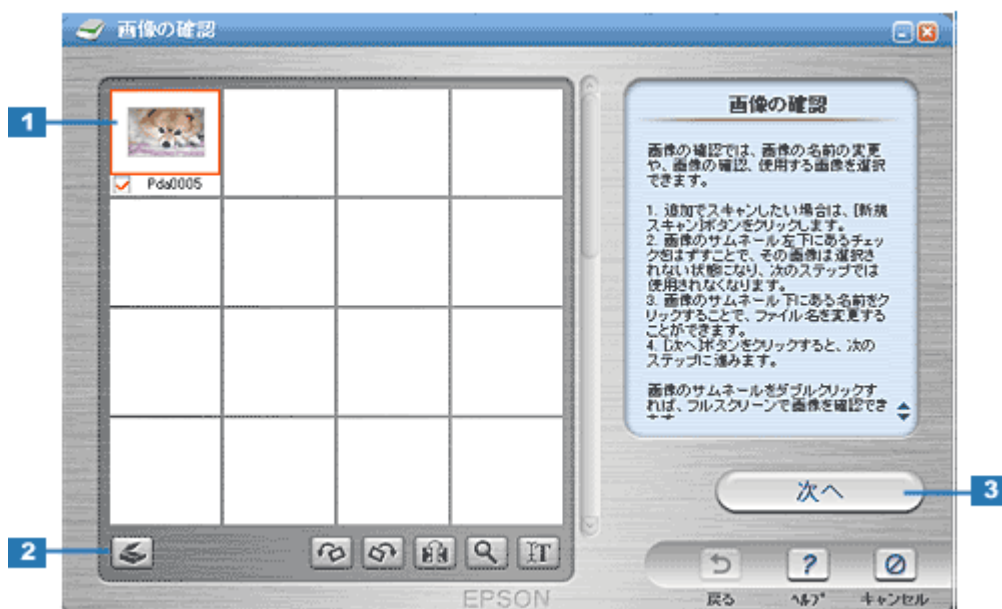 画像の確認
1
Pda0005
画像の確認
画像の確認では、画像の名前の変更
や、画像の確認、使用する画像を選択
できます。
1. 追加でスキャンしたい場合は、[新規
スキャン]ボタンをクリックします。
2. 画像のサムネール左下にあるチェッ
クをはずすことで、その画像は選択さ
れない状態になり、次のステップでは
使用されなくなります。
3. 画像のサムネール下にある名前をク
リックすることで、ファイル名を変更する
ことができます。
4. [次へ]ボタンをクリックすると、次の
ステップに進みます。
画像のサムネールをダブルクリックす
れば、フルスクリーンで画像を確認でき
次へ
3
2
T
EPSON
?
戻る
ヘルプ
キャンセル